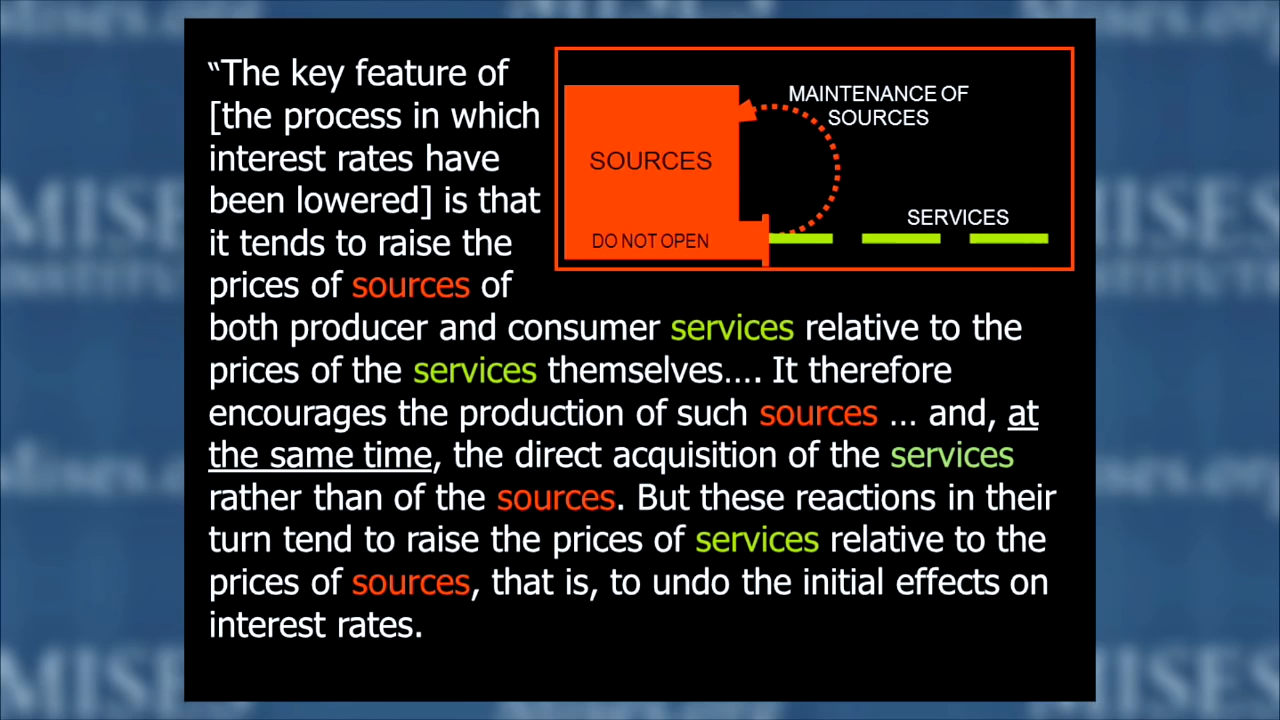 “The key feature of
[the process in which
interest rates have
been lowered] is that
it tends to raise the
prices of sources of
both producer and consumer services relative to the
prices of the services themselves…. It therefore
encourages the production of such sources … and, at
the same time, the direct acquisition of the services
rather than of the sources. But these reactions in their
turn tend to raise the prices of services relative to the
prices of sources, that is, to undo the initial effects on
interest rates.
MAINTENANCE OF
SOURCES
SOURCES
SERVICES
DO NOT OPEN
Mises.org
MISES
INSTITUTE